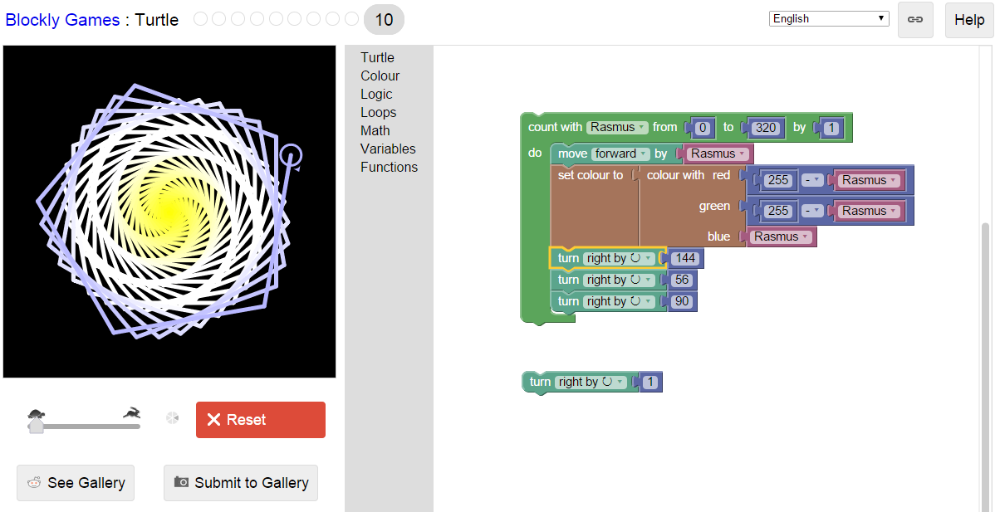 Blockly Games : Turtle 10 English Help
Turtle
Colour
Logic
Loops
Math
Variables
Functions
count with Rasmus from 0 to 320 by 1
do move forward by Rasmus
set colour to colour with red 255 - Rasmus
green 255 - Rasmus
blue Rasmus
turn right by ↻ 144
turn right by ↻ 56
turn right by ↻ 90
turn right by ↻ 1
Reset
See Gallery Submit to Gallery